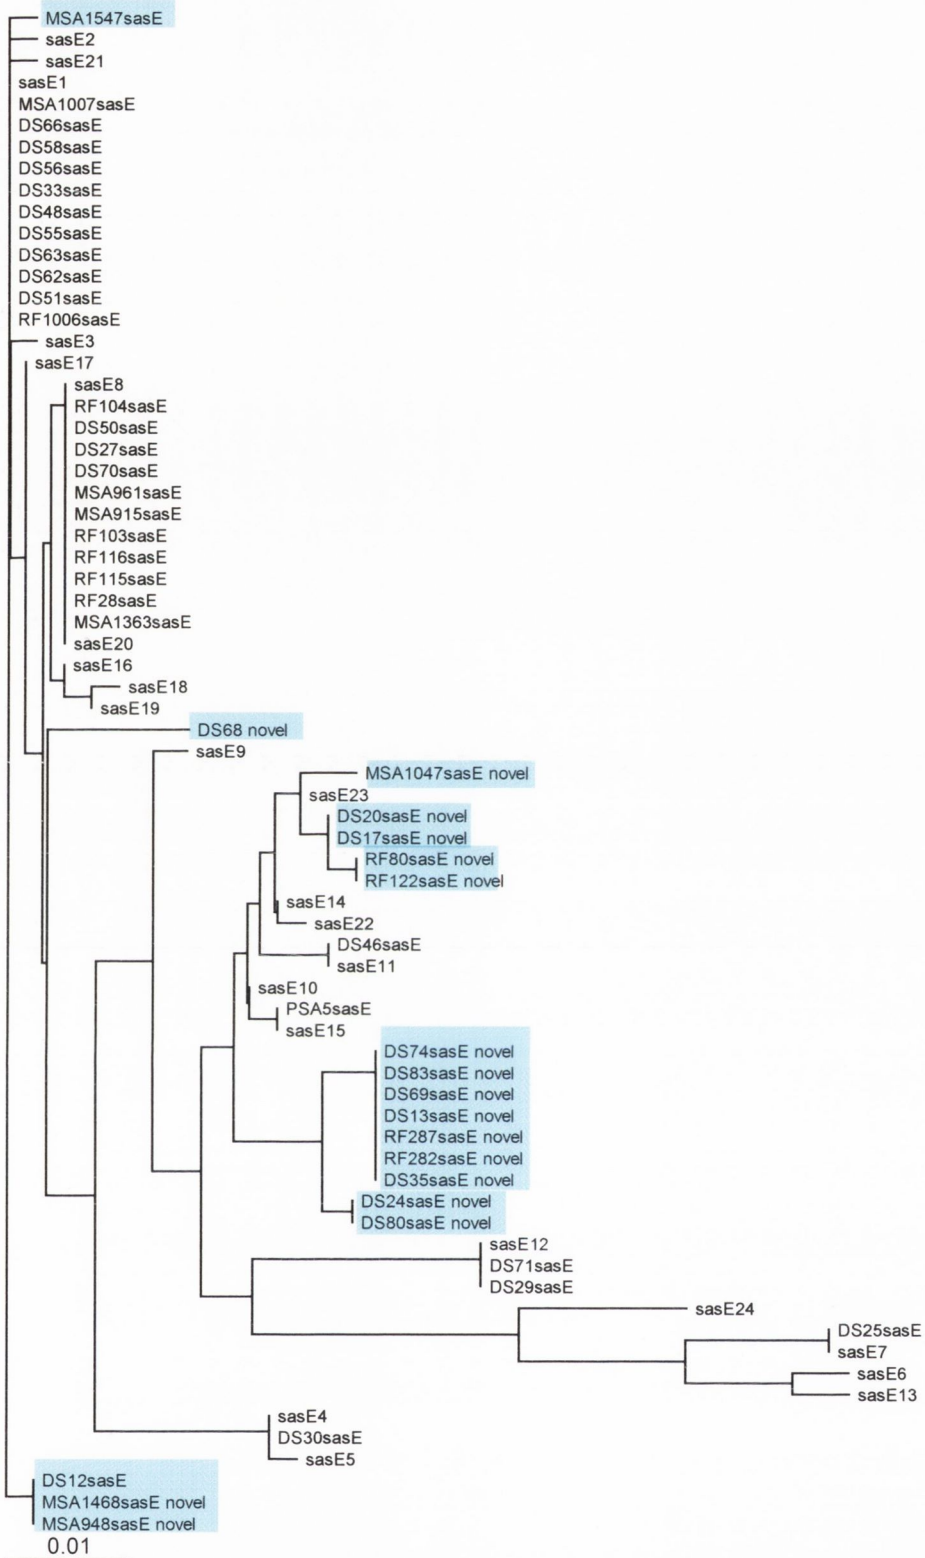 MSA1547sasE
sasE2
sasE21
sasE1
MSA1007sasE
DS66sasE
DS58sasE
DS56sasE
DS33sasE
DS48sasE
DS55sasE
DS63sasE
DS62sasE
DS51sasE
RF1006sasE
sasE3
sasE17
sasE8
RF104sasE
DS50sasE
DS27sasE
DS70sasE
MSA961sasE
MSA915sasE
RF103sasE
RF116sasE
RF115sasE
RF28sasE
MSA1363sasE
sasE20
sasE16
sasE18
sasE19
DS68 novel
sasE9
MSA1047sasE novel
sasE23
DS20sasE novel
DS17sasE novel
RF80sasE novel
RF122sasE novel
sasE14
sasE22
DS46sasE
sasE11
sasE10
PSA5sasE
sasE15
DS74sasE novel
DS83sasE novel
DS69sasE novel
DS13sasE novel
RF287sasE novel
RF282sasE novel
DS35sasE novel
DS24sasE novel
DS80sasE novel
sasE12
DS71sasE
DS29sasE
sasE24
DS25sasE
sasE7
sasE6
sasE13
sasE4
DS30sasE
sasE5
DS12sasE
MSA1468sasE novel
MSA948sasE novel
0.01